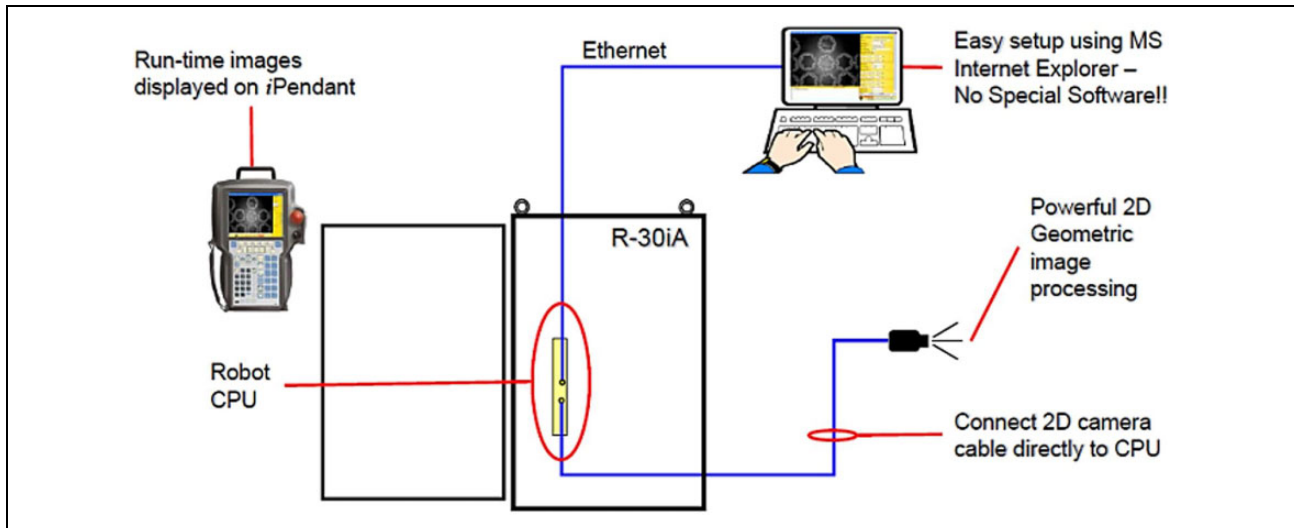 Run-time images
displayed on iPendant
Ethernet
Easy setup using MS
Internet Explorer –
No Special Software!!
R-30iA
Powerful 2D
Geometric
image
processing
Robot
CPU
Connect 2D camera
cable directly to CPU